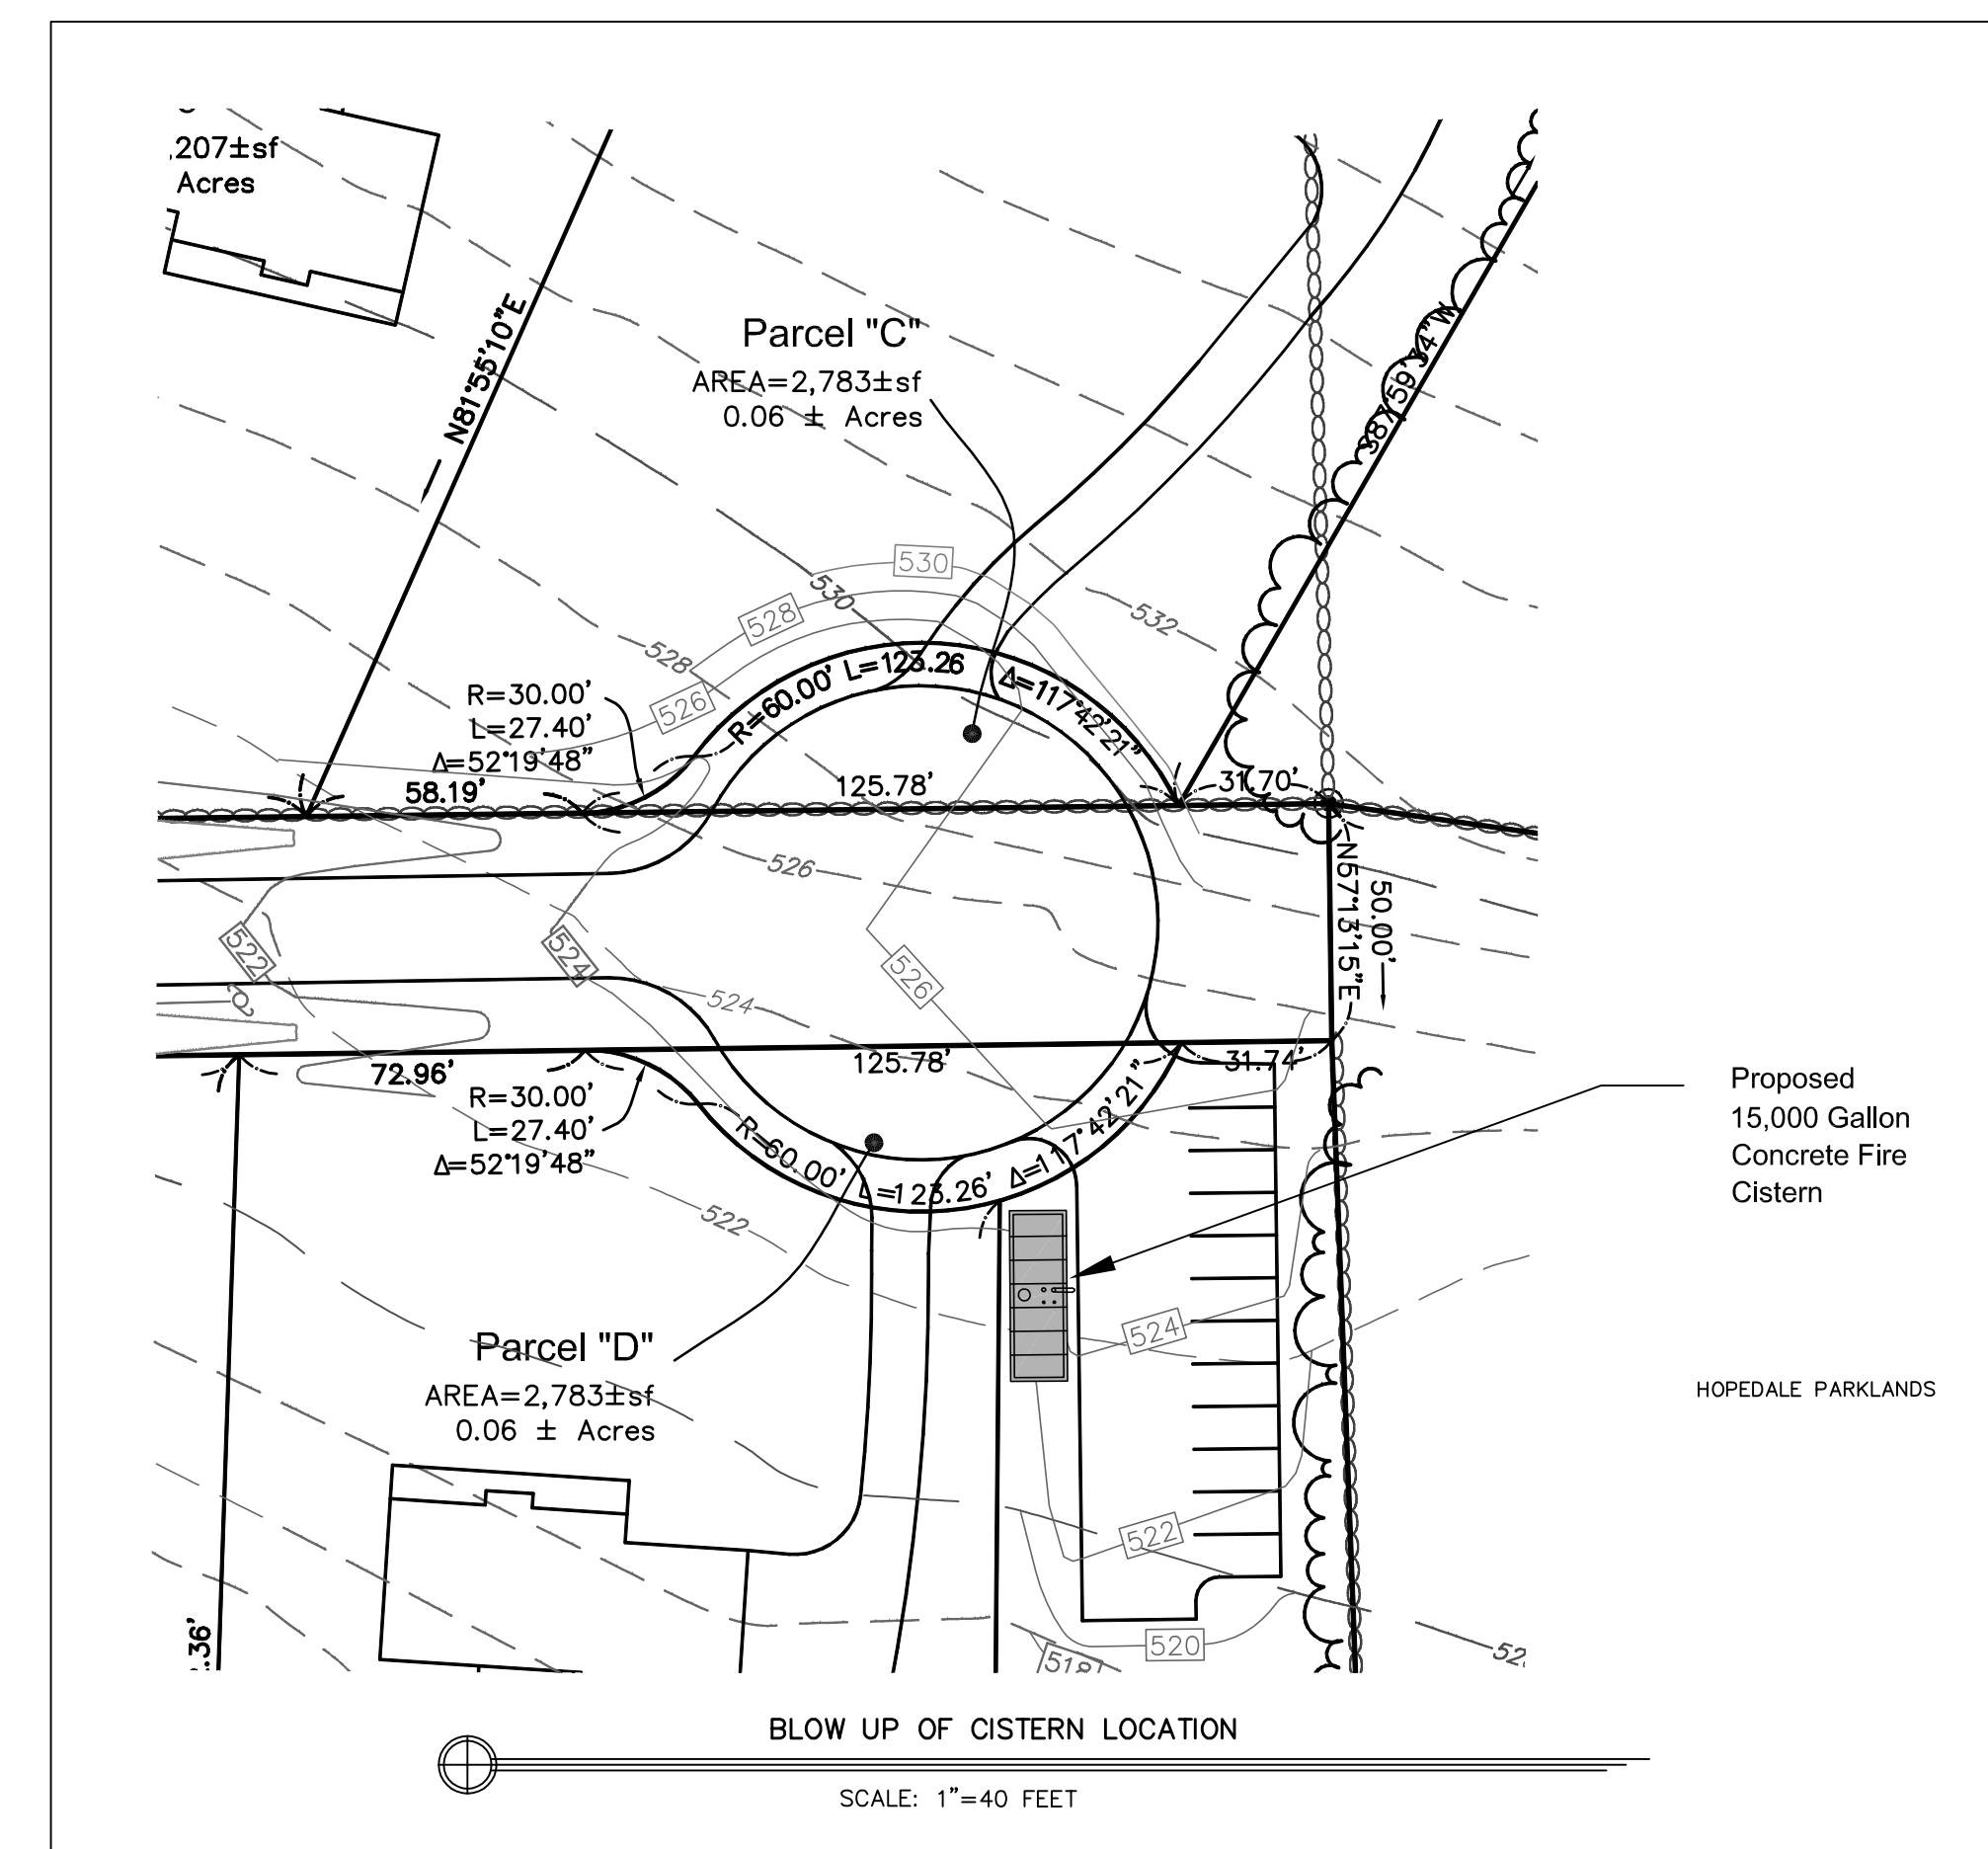 ,207±sf
Acres
N81°55'10"E
Parcel "C"
AREA=2,783±sf
0.06 ± Acres
S87°59'34"W
530
530
528
532
528
526
R=30.00'
L=27.40'
Δ=52°19'48"
R=60.00' L=123.26 Δ=117°42'21"
58.19'
125.78'
31.70'
526
N57°13'15"E
50.00'
522
524
526
524
72.96'
125.78'
31.74'
R=30.00'
L=27.40'
Δ=52°19'48"
R=60.00' L=123.26' Δ=117°42'21"
Proposed
15,000 Gallon
Concrete Fire
Cistern
522
524
Parcel "D"
AREA=2,783±sf
0.06 ± Acres
HOPEDALE PARKLANDS
522
520
518
52
.36'
BLOW UP OF CISTERN LOCATION
SCALE: 1"=40 FEET